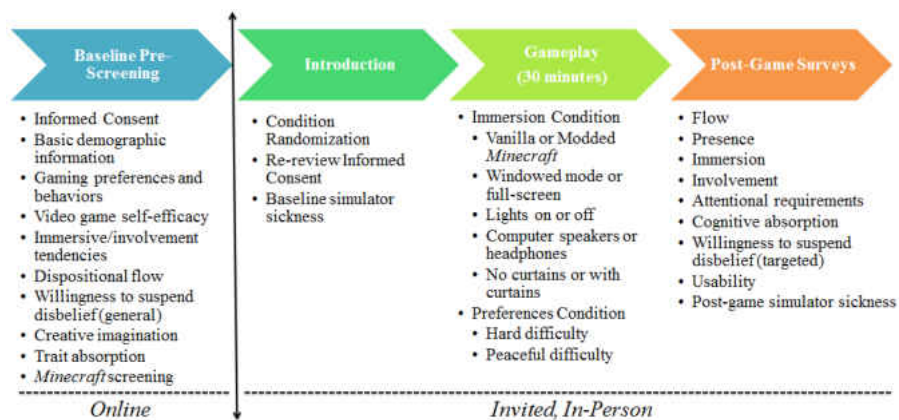 Baseline Pre-
Screening
Introduction
Gameplay
(30 minutes)
Post-Game Surveys
• Informed Consent
• Basic demographic
information
• Gaming preferences and
behaviors
• Video game self-efficacy
• Immersive/involvement
tendencies
• Dispositional flow
• Willingness to suspend
disbelief (general)
• Creative imagination
• Trait absorption
• Minecraft screening
• Condition
Randomization
• Re-review Informed
Consent
• Baseline simulator
sickness
• Immersion Condition
• Vanilla or Modded
Minecraft
• Windowed mode or
full-screen
• Lights on or off
• Computer speakers or
headphones
• No curtains or with
curtains
• Preferences Condition
• Hard difficulty
• Peaceful difficulty
• Flow
• Presence
• Immersion
• Involvement
• Attentional requirements
• Cognitive absorption
• Willingness to suspend
disbelief (targeted)
• Usability
• Post-game simulator sickness
Online
Invited, In-Person